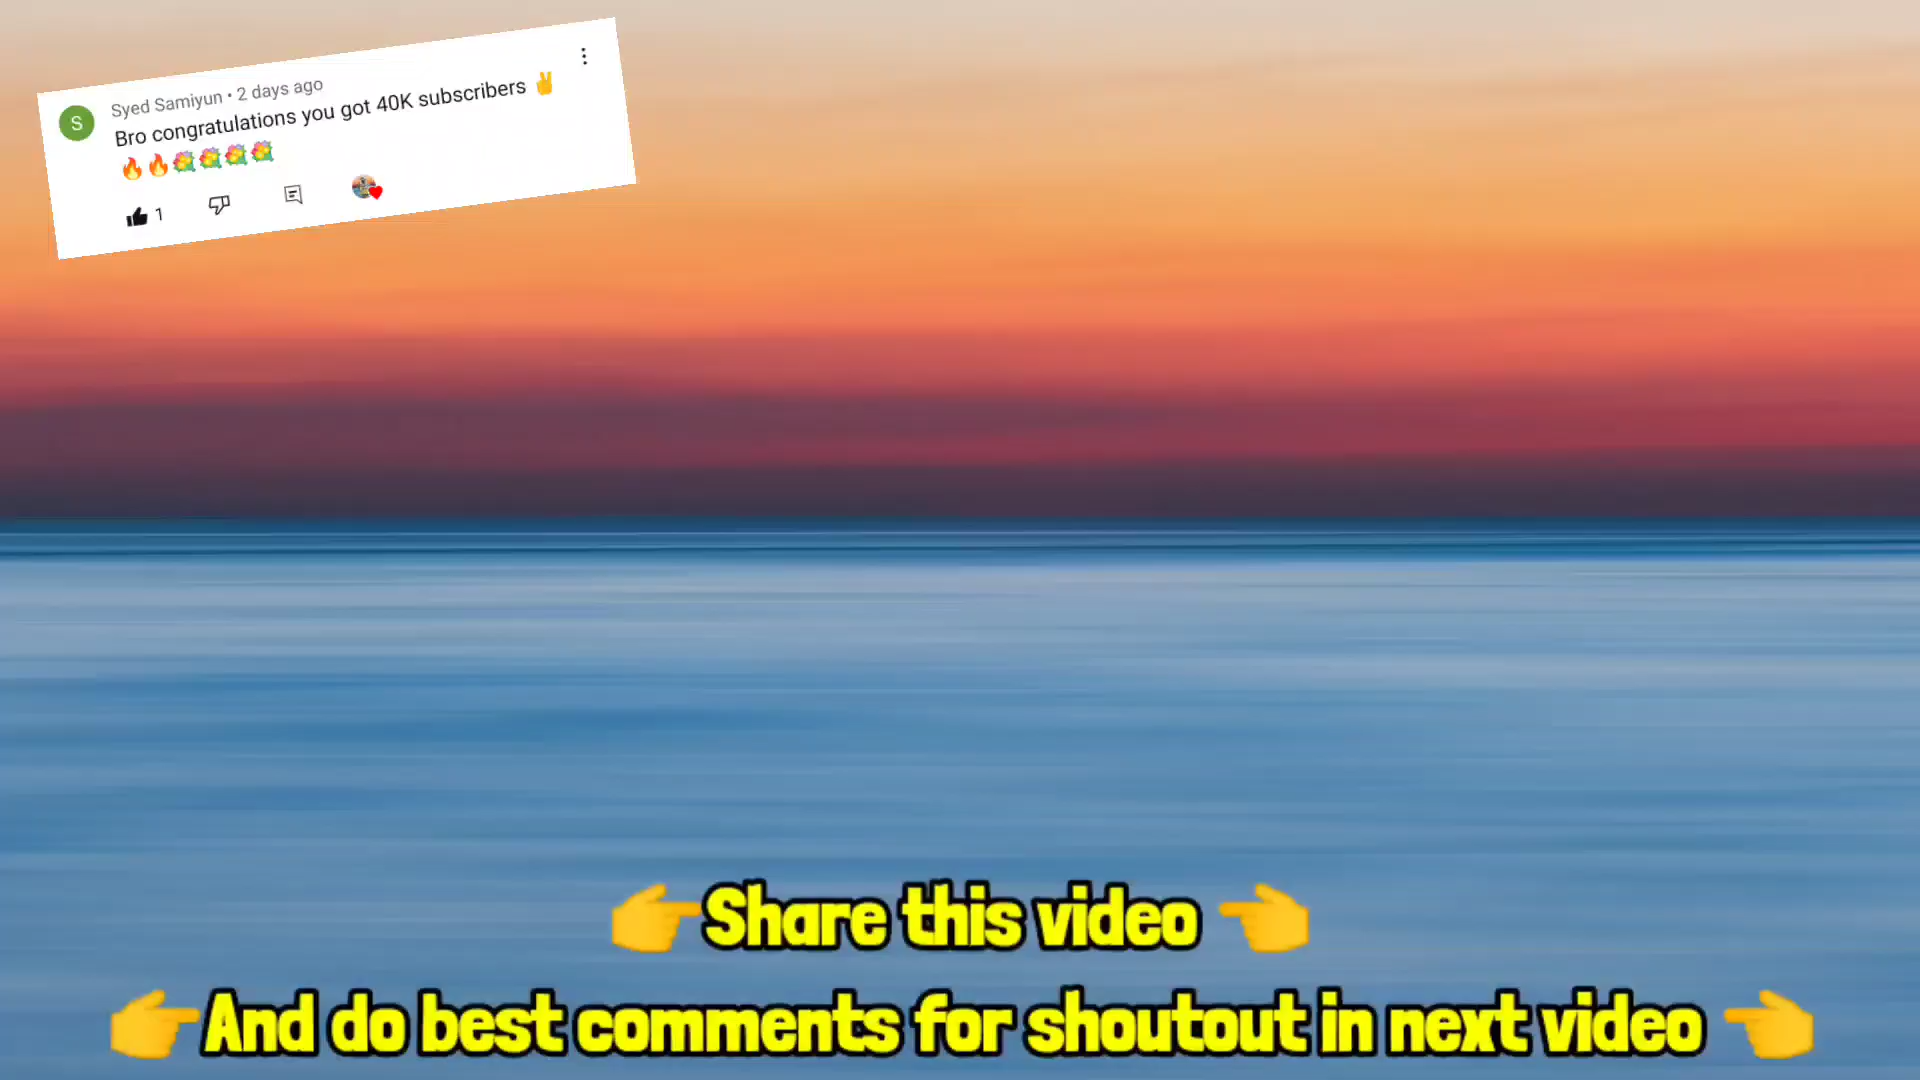 Syed Samiyun • 2 days ago
Bro congratulations you got 40K subscribers ✌️
🔥🔥💐💐💐💐
S
1
👉Share this video 👈
👉And do best comments for shoutout in next video 👈